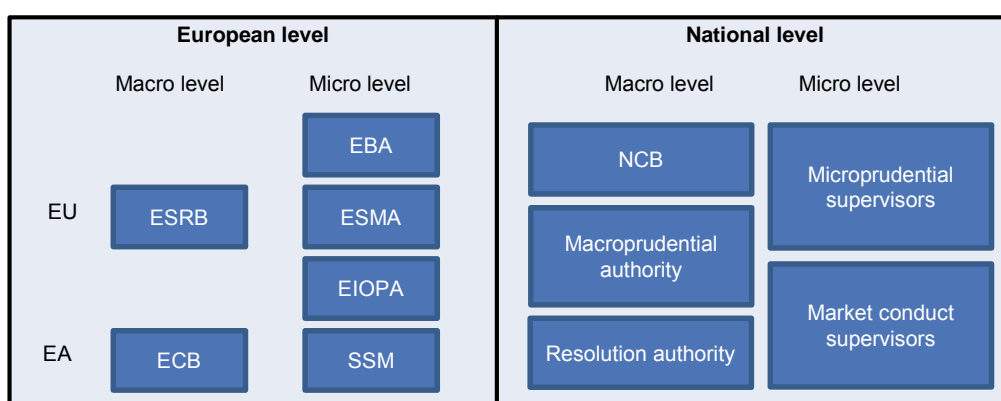 European level
Macro level
Micro level
EU
ESRB
EBA
ESMA
EIOPA
EA
ECB
SSM
National level
Macro level
Micro level
NCB
Macroprudential
authority
Resolution authority
Microprudential
supervisors
Market conduct
supervisors